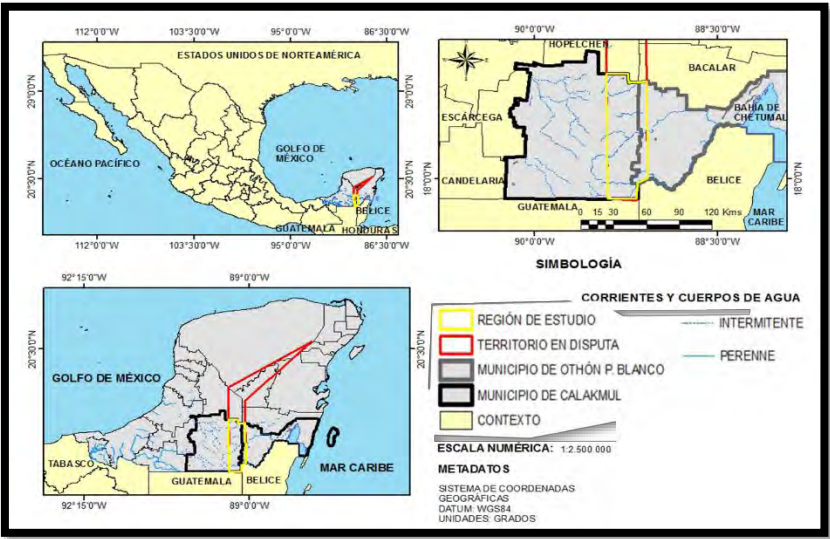 112°0'0"W 103°30'0"W 95°0'0"W 86°30'0"W
ESTADOS UNIDOS DE NORTEAMÉRICA
29°0'0"N
29°0'0"N
OCÉANO PACÍFICO
GOLFO DE
MÉXICO
20°30'0"N
20°30'0"N
BELICE
GUATEMALA
HONDURAS
112°0'0"W 103°30'0"W 95°0'0"W 86°30'0"W
90°0'0"W 88°30'0"W
HOPELCHEN
BACALAR
ESCÁRCEGA
BAHÍA DE
CHETUMAL
CANDELARIA
18°0'0"N
18°0'0"N
BELICE
GUATEMALA
MAR
CARIBE
0 15 30 60 90 120 Kms
90°0'0"W 88°30'0"W
92°15'0"W 89°0'0"W
20°30'0"N
20°30'0"N
GOLFO DE MÉXICO
TABASCO
MAR CARIBE
GUATEMALA
BELICE
92°15'0"W 89°0'0"W
SIMBOLOGÍA
REGIÓN DE ESTUDIO
TERRITORIO EN DISPUTA
MUNICIPIO DE OTHÓN P. BLANCO
MUNICIPIO DE CALAKMUL
CONTEXTO
CORRIENTES Y CUERPOS DE AGUA
INTERMITENTE
PERENNE
ESCALA NUMÉRICA: 1:2.500 000
METADATOS
SISTEMA DE COORDENADAS
GEOGRÁFICAS
DATUM: WGS84
UNIDADES: GRADOS